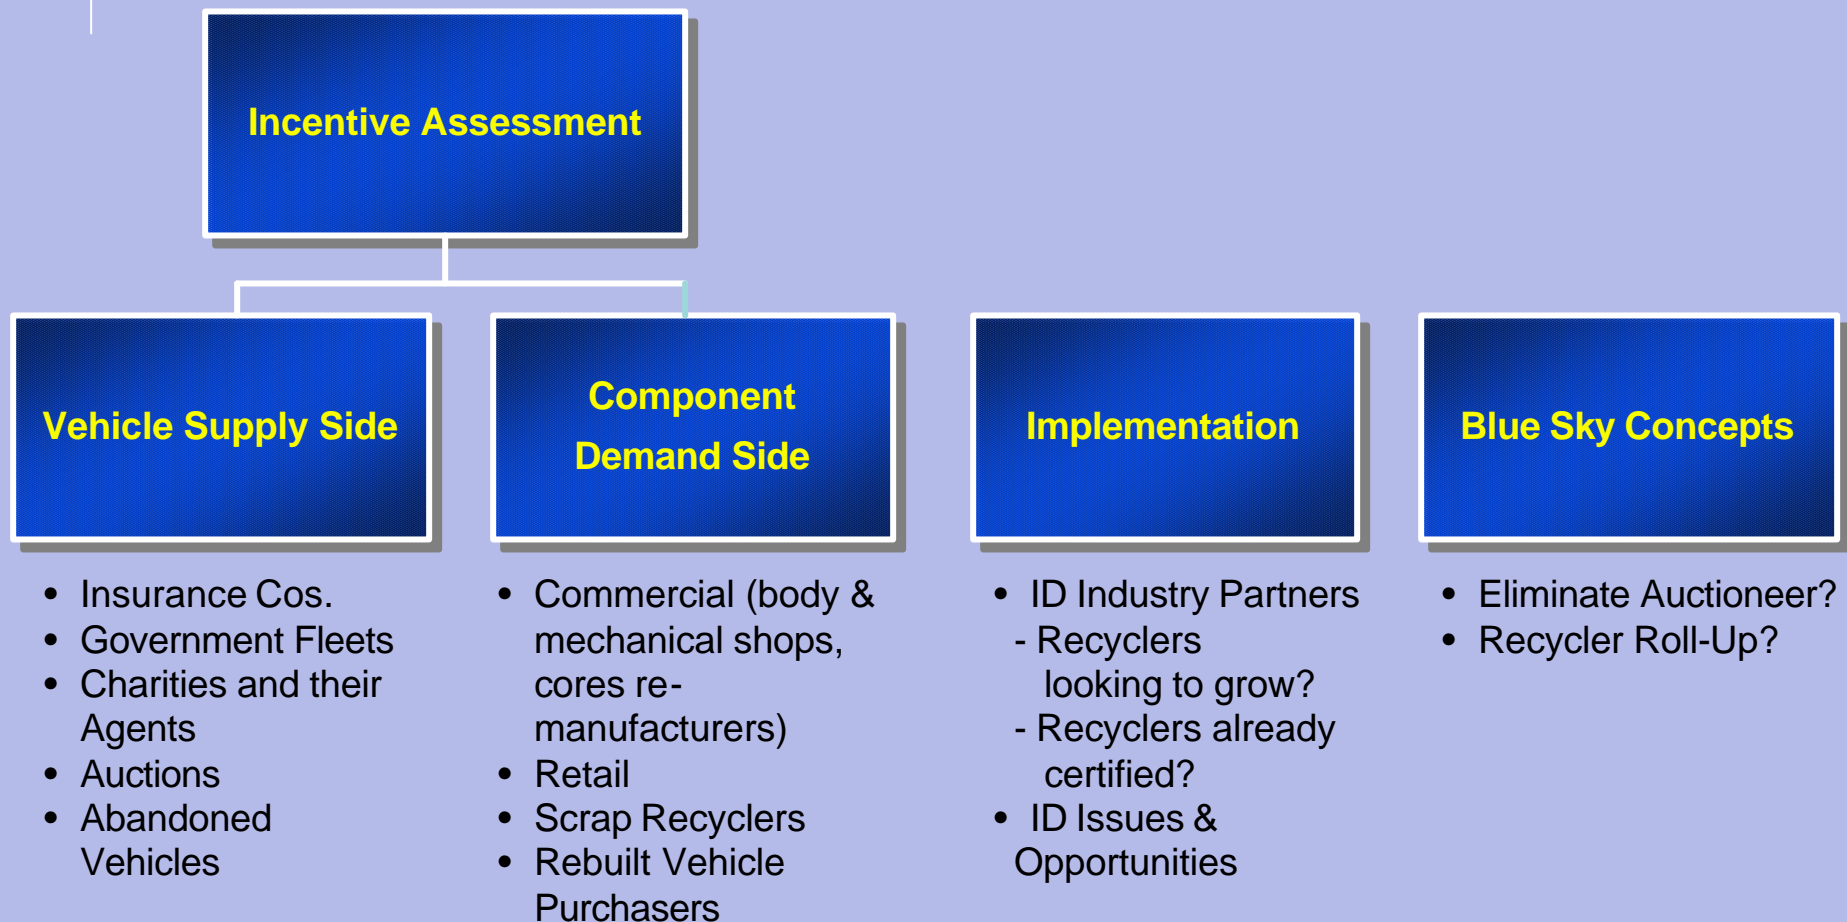 Incentive Assessment
Vehicle Supply Side
• Insurance Cos.
• Government Fleets
• Charities and their
Agents
• Auctions
• Abandoned
Vehicles
Component
Demand Side
• Commercial (body &
mechanical shops,
cores re-
manufacturers)
• Retail
• Scrap Recyclers
• Rebuilt Vehicle
Purchasers
Implementation
• ID Industry Partners
- Recyclers
looking to grow?
- Recyclers already
certified?
• ID Issues &
Opportunities
Blue Sky Concepts
• Eliminate Auctioneer?
• Recycler Roll-Up?